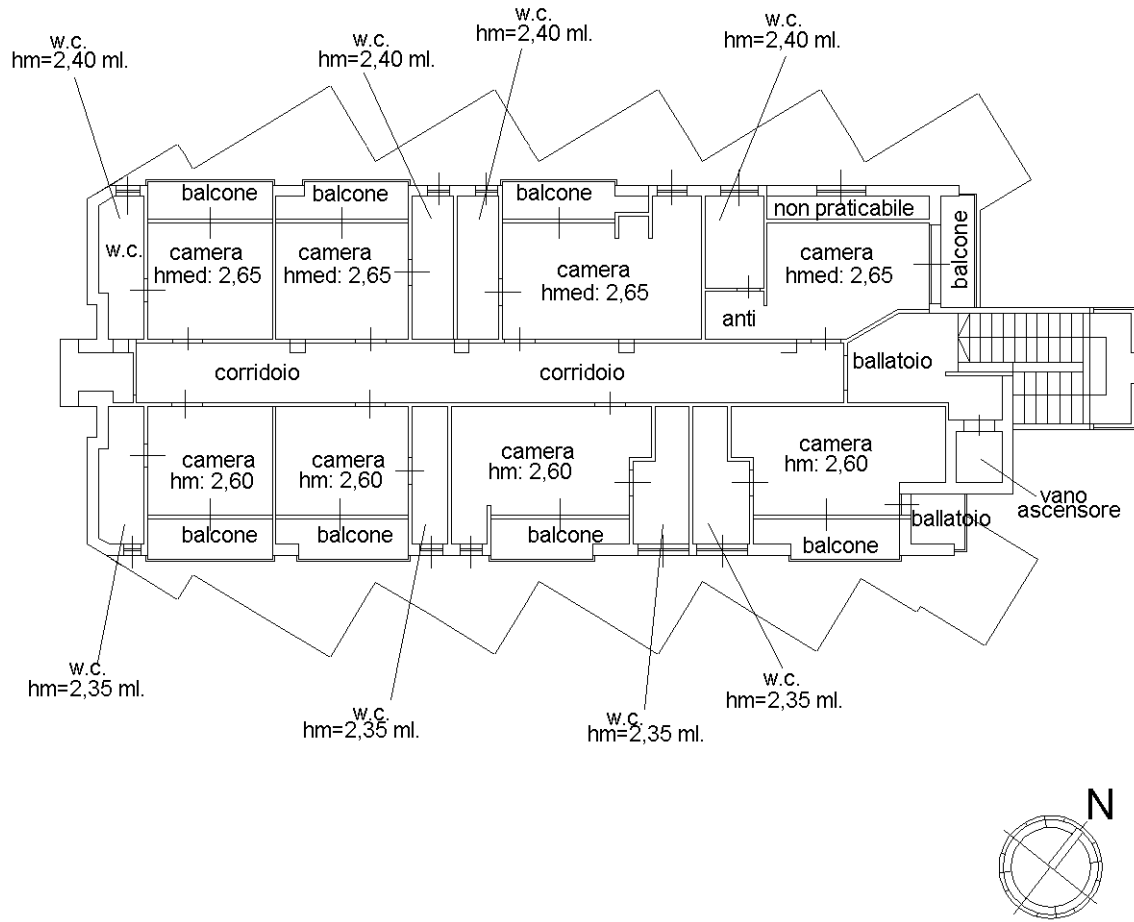 w.c.
hm=2,40 ml.
w.c.
hm=2,40 ml.
w.c.
hm=2,40 ml.
w.c.
hm=2,40 ml.
balcone
balcone
balcone
non praticabile
balcone
w.c.
camera
hmed: 2,65
camera
hmed: 2,65
camera
hmed: 2,65
camera
hmed: 2,65
anti
corridoio
corridoio
ballatoio
camera
hm: 2,60
camera
hm: 2,60
camera
hm: 2,60
camera
hm: 2,60
vano
ascensore
balcone
balcone
balcone
balcone
ballatoio
w.c.
hm=2,35 ml.
w.c.
hm=2,35 ml.
w.c.
hm=2,35 ml.
w.c.
hm=2,35 ml.
N